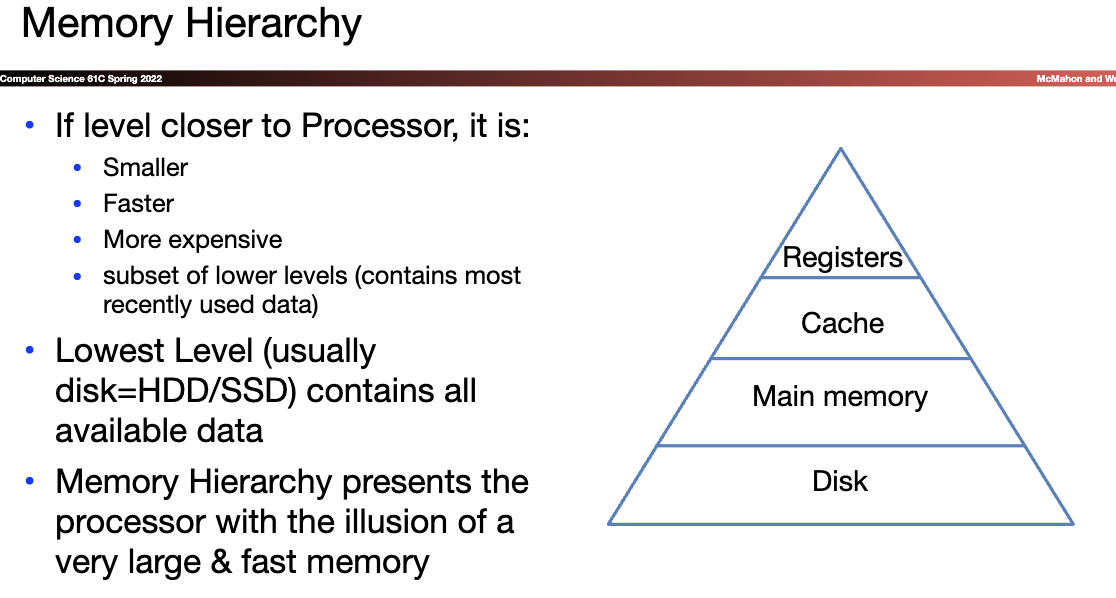 Memory Hierarchy
Computer Science 61C Spring 2022
McMahon and
• If level closer to Processor, it is:
• Smaller
• Faster
• More expensive
• subset of lower levels (contains most
recently used data)
• Lowest Level (usually
disk=HDD/SSD) contains all
available data
• Memory Hierarchy presents the
processor with the illusion of a
very large & fast memory
Registers
Cache
Main memory
Disk